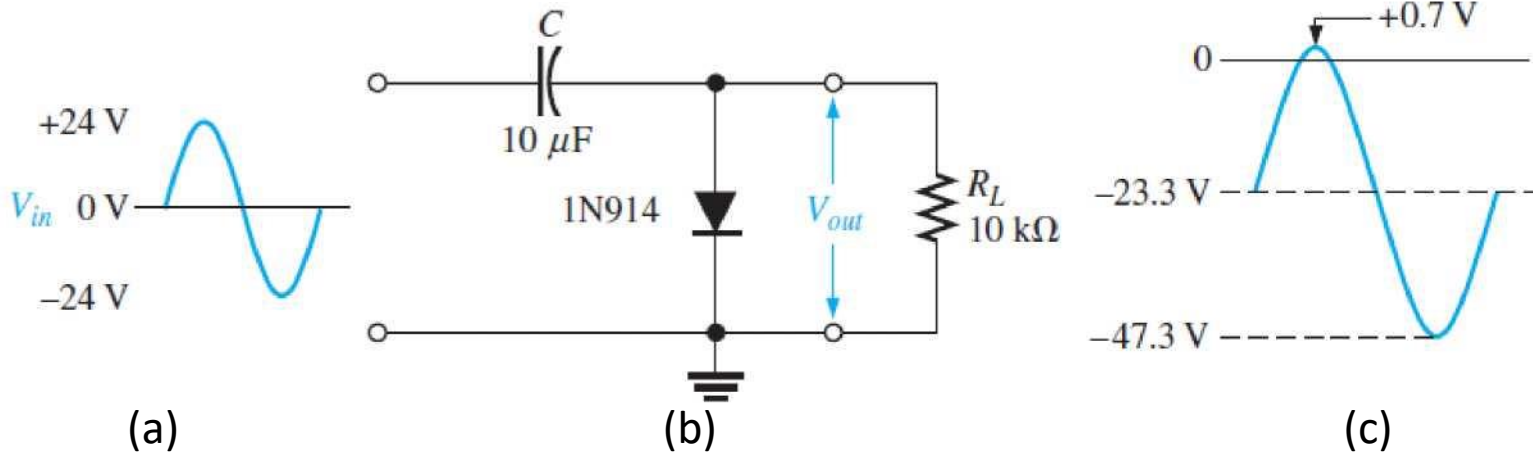 +24 V
V_in 0 V
−24 V
(a)
C
10 μF
1N914
V_out
R_L
10 kΩ
(b)
+0.7 V
0
−23.3 V
−47.3 V
(c)